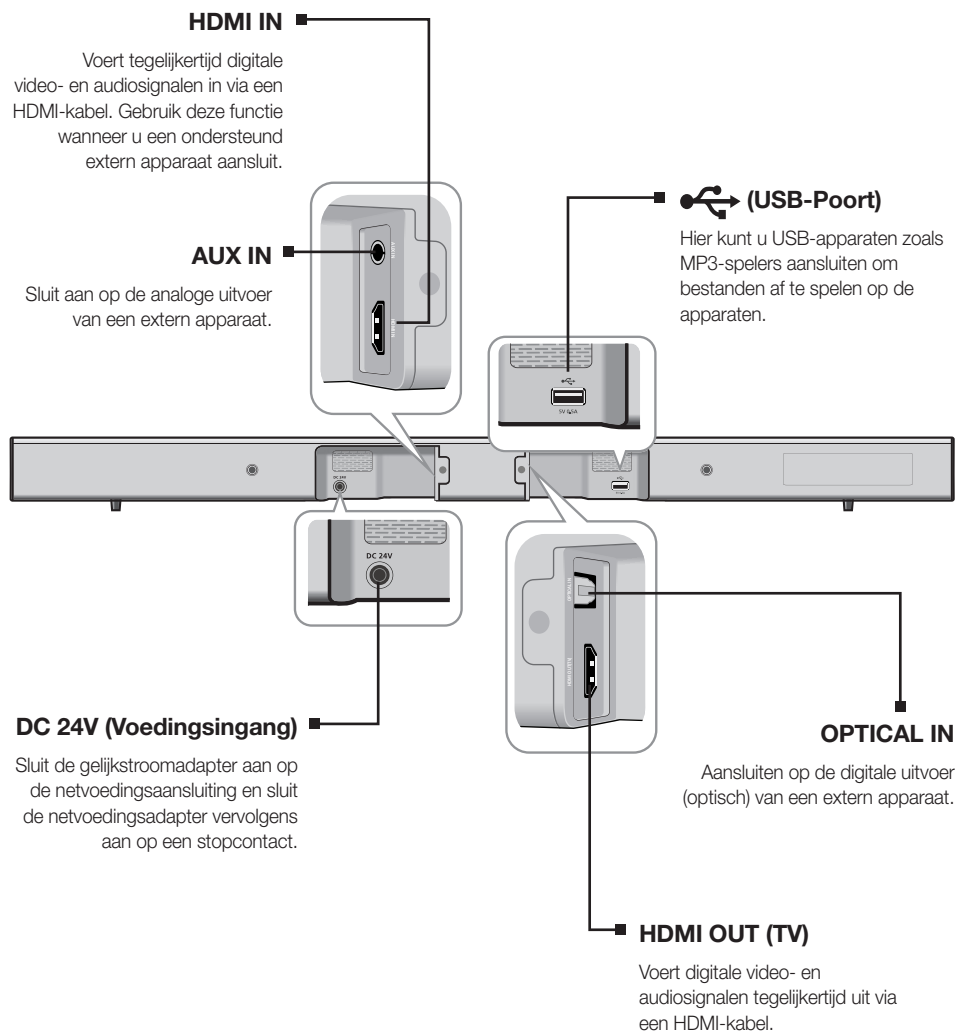 HDMI IN
Voert tegelijkertijd digitale
video- en audiosignalen in via een
HDMI-kabel. Gebruik deze functie
wanneer u een ondersteund
extern apparaat aansluit.
AUX IN
Sluit aan op de analoge uitvoer
van een extern apparaat.
(USB-Poort)
Hier kunt u USB-apparaten zoals
MP3-spelers aansluiten om
bestanden af te spelen op de
apparaten.
5V 0.5A
DC 24V
DC 24V
DC 24V (Voedingsingang)
Sluit de gelijkstroomadapter aan op
de netvoedingsaansluiting en sluit
de netvoedingsadapter vervolgens
aan op een stopcontact.
OPTICAL IN
Aansluiten op de digitale uitvoer
(optisch) van een extern apparaat.
HDMI OUT (TV)
Voert digitale video- en
audiosignalen tegelijkertijd uit via
een HDMI-kabel.